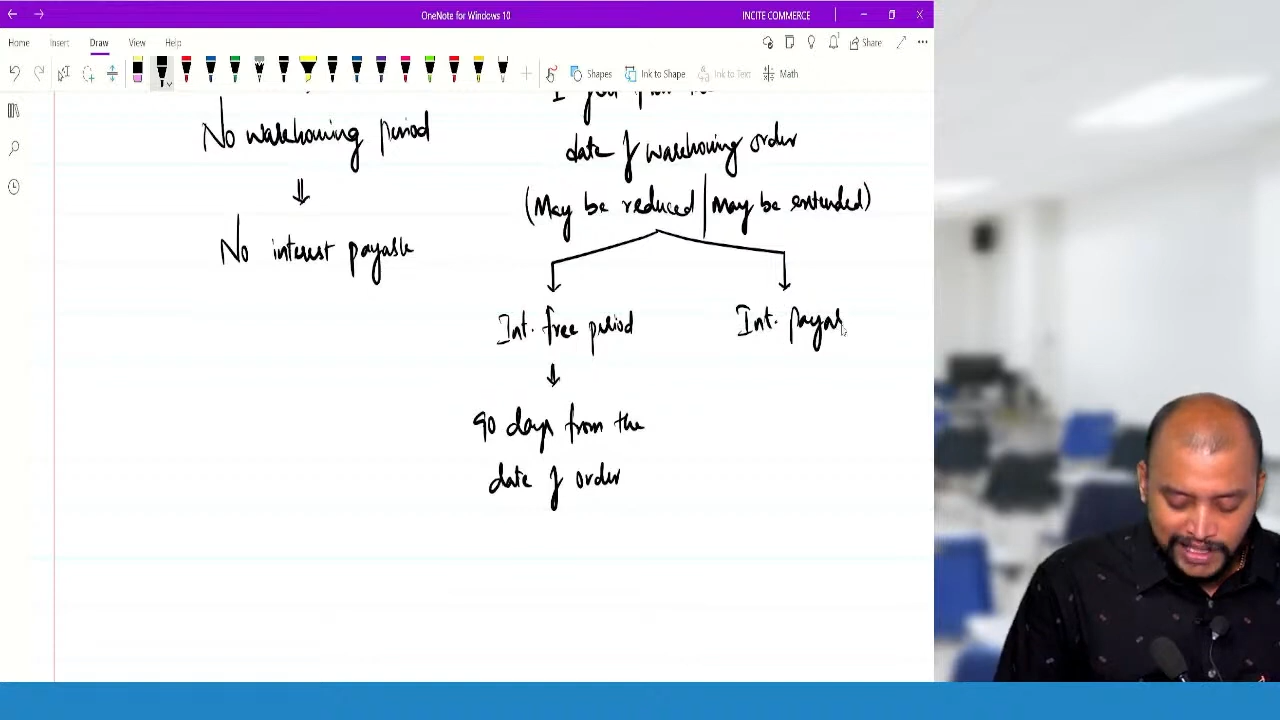 OneNote for Windows 10
INCITE COMMERCE
Home Insert Draw View Help
Share
Shapes
Ink to Shape
Ink to Text
Math
No warehousing period
⇓
No interest payable
date of warehousing order
(May be reduced | May be extended)
Int. free period
↓
90 days from the
date of order
Int. payab